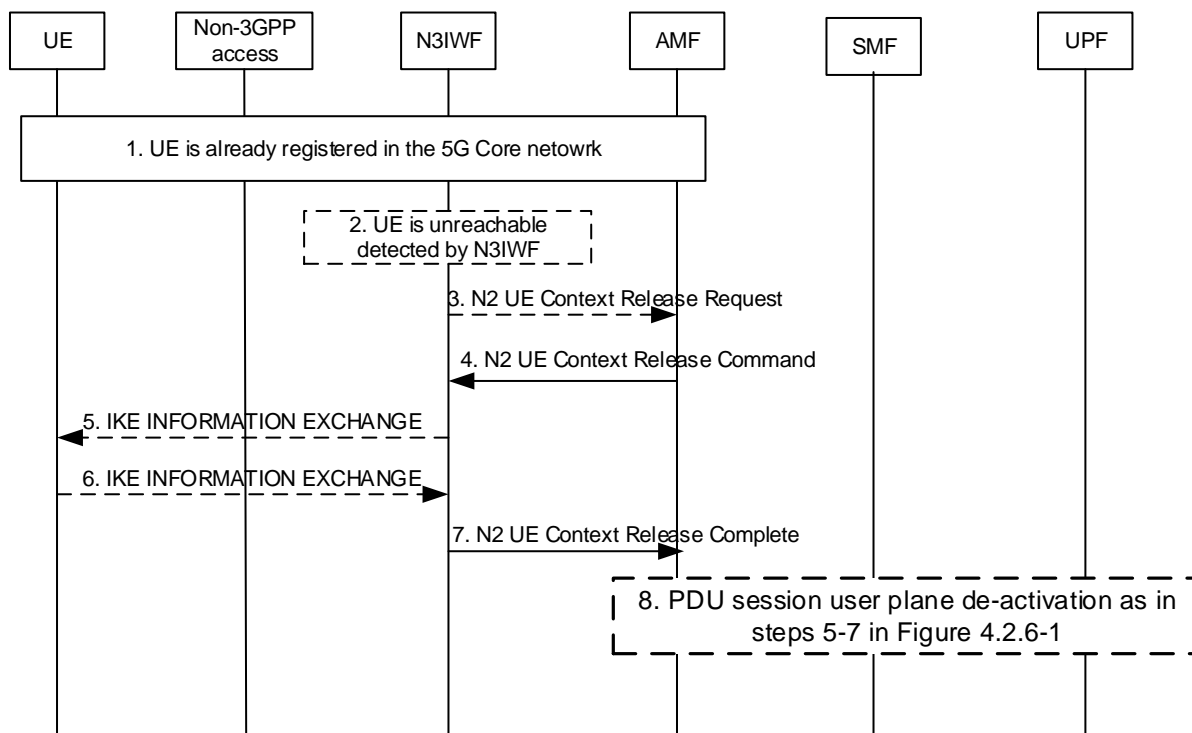 UE
Non-3GPP
access
N3IWF
AMF
SMF
UPF
1. UE is already registered in the 5G Core netowrk
2. UE is unreachable
detected by N3IWF
3. N2 UE Context Release Request
4. N2 UE Context Release Command
5. IKE INFORMATION EXCHANGE
6. IKE INFORMATION EXCHANGE
7. N2 UE Context Release Complete
8. PDU session user plane de-activation as in
steps 5-7 in Figure 4.2.6-1